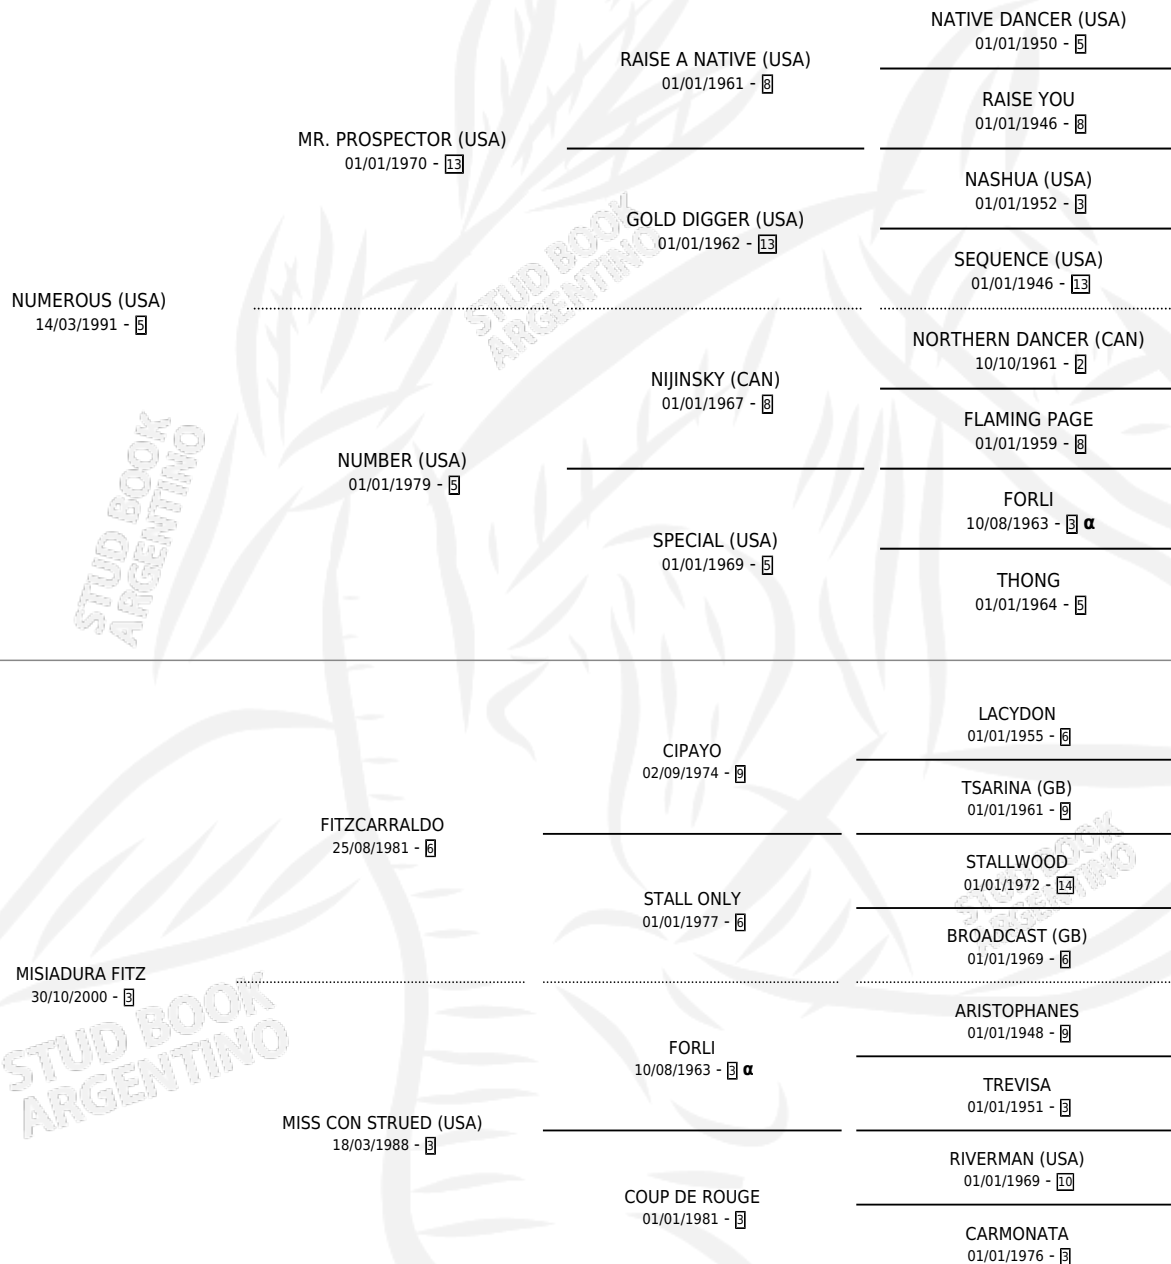 NATIVE DANCER (USA)
01/01/1950 - 5
RAISE A NATIVE (USA)
01/01/1961 - 8
RAISE YOU
01/01/1946 - 8
MR. PROSPECTOR (USA)
01/01/1970 - 13
NASHUA (USA)
01/01/1952 - 3
GOLD DIGGER (USA)
01/01/1962 - 13
SEQUENCE (USA)
01/01/1946 - 13
NUMEROUS (USA)
14/03/1991 - 5
NORTHERN DANCER (CAN)
10/10/1961 - 2
NIJINSKY (CAN)
01/01/1967 - 8
FLAMING PAGE
01/01/1959 - 8
NUMBER (USA)
01/01/1979 - 5
FORLI
10/08/1963 - 3 α
SPECIAL (USA)
01/01/1969 - 5
THONG
01/01/1964 - 5
LACYDON
01/01/1955 - 6
CIPAYO
02/09/1974 - 9
TSARINA (GB)
01/01/1961 - 9
FITZCARRALDO
25/08/1981 - 6
STALLWOOD
01/01/1972 - 14
STALL ONLY
01/01/1977 - 6
BROADCAST (GB)
01/01/1969 - 6
MISIADURA FITZ
30/10/2000 - 3
ARISTOPHANES
01/01/1948 - 9
FORLI
10/08/1963 - 3 α
TREVISA
01/01/1951 - 3
MISS CON STRUED (USA)
18/03/1988 - 3
RIVERMAN (USA)
01/01/1969 - 10
COUP DE ROUGE
01/01/1981 - 3
CARMONATA
01/01/1976 - 3
STUD BOOK
ARGENTINO
STUD BOOK
ARGENTINO
STUD BOOK
ARGENTINO
STUD BOOK
ARGENTINO